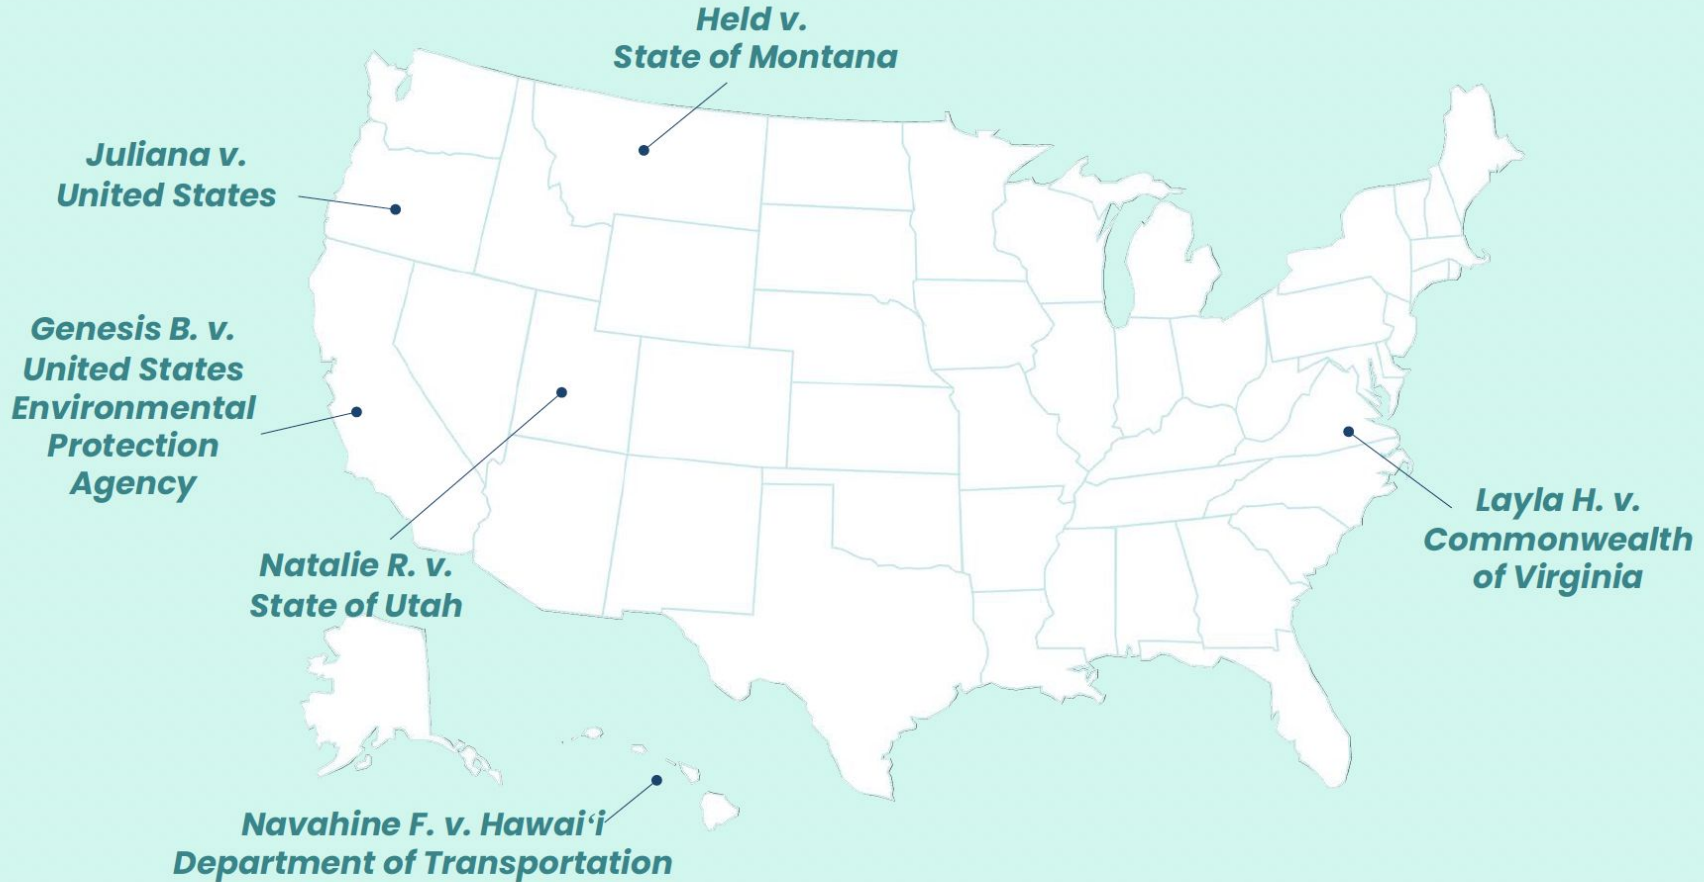 Held v.
State of Montana
Juliana v.
United States
Genesis B. v.
United States
Environmental
Protection
Agency
Natalie R. v.
State of Utah
Layla H. v.
Commonwealth
of Virginia
Navahine F. v. Hawaiʻi
Department of Transportation